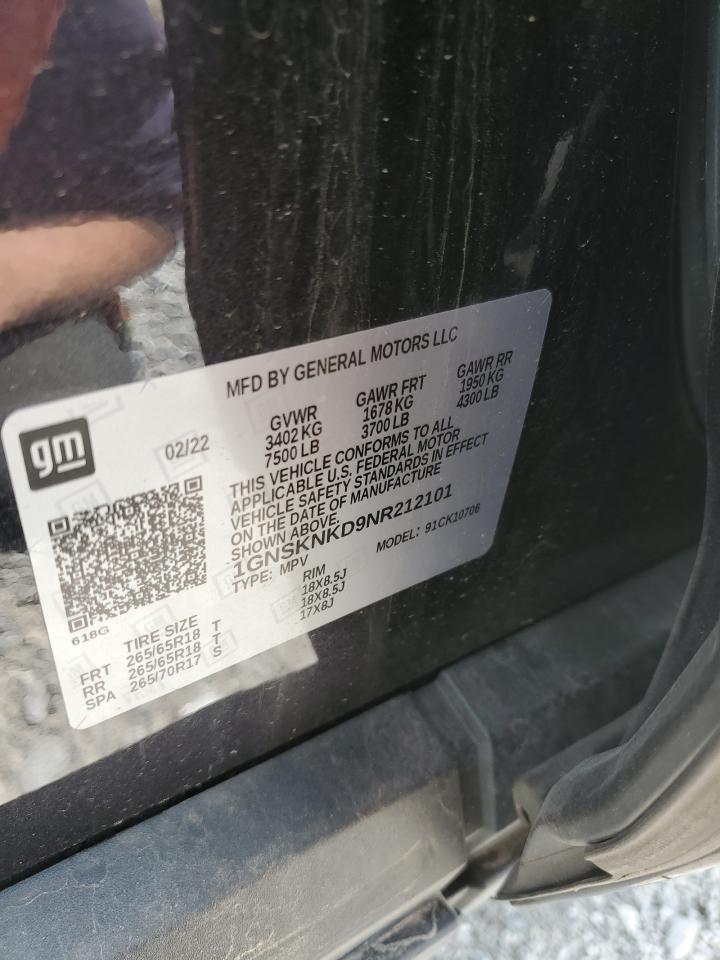 MFD BY GENERAL MOTORS LLC
gm
02/22
GVWR GAWR FRT GAWR RR
3402 KG 1678 KG 1950 KG
7500 LB 3700 LB 4300 LB
THIS VEHICLE CONFORMS TO ALL
APPLICABLE U.S. FEDERAL MOTOR
VEHICLE SAFETY STANDARDS IN EFFECT
ON THE DATE OF MANUFACTURE
SHOWN ABOVE.
1GNSKNKD9NR212101
TYPE: MPV MODEL: 91CK10706
618G
TIRE SIZE RIM
FRT 265/65R18 T 18X8.5J
RR 265/65R18 T 18X8.5J
SPA 265/70R17 S 17X8J